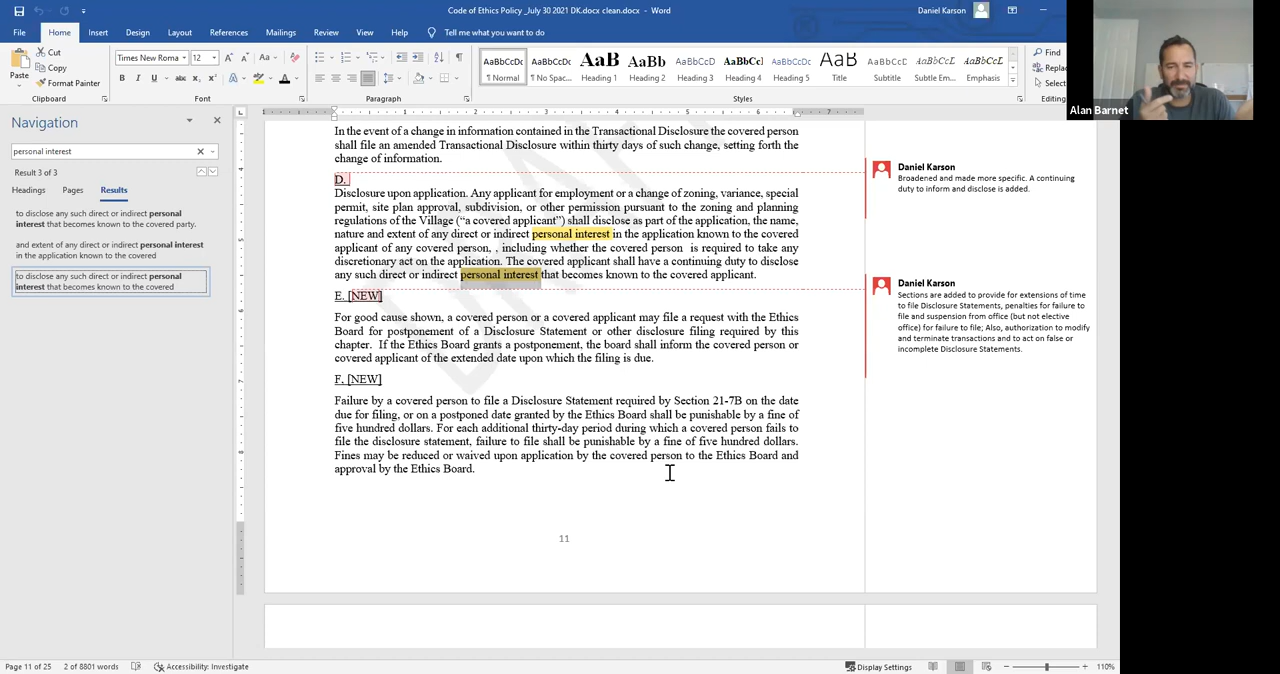 Code of Ethics Policy _July 30 2021 DK.docx clean.docx - Word
Daniel Karson
File Home Insert Draw Design Layout References Mailings Review View Help Tell me what you want to do
Paste
Cut
Copy
Format Painter
Clipboard
Times New Roma 12
Font
Paragraph
AaBbCcDc AaBbCcDc AaBbC AaBbC AaBbCcD AaBbCc AaBbCcDc AaB AaBbCcD AaBbCcD AaBbCcD
¶ Normal ¶ No Spac... Heading 1 Heading 2 Heading 3 Heading 4 Heading 5 Title Subtitle Subtle Em... Emphasis
Styles
Find
Repla
Select
Editing
Alan Barnet
Navigation
personal interest
Result 3 of 3
Headings Pages Results
to disclose any such direct or indirect personal
interest that becomes known to the covered party.
and extent of any direct or indirect personal interest
in the application known to the covered
to disclose any such direct or indirect personal
interest that becomes known to the covered
In the event of a change in information contained in the Transactional Disclosure the covered person
shall file an amended Transactional Disclosure within thirty days of such change, setting forth the
change of information.
D.
Disclosure upon application. Any applicant for employment or a change of zoning, variance, special
permit, site plan approval, subdivision, or other permission pursuant to the zoning and planning
regulations of the Village (“a covered applicant”) shall disclose as part of the application, the name,
nature and extent of any direct or indirect personal interest in the application known to the covered
applicant of any covered person, , including whether the covered person is required to take any
discretionary act on the application. The covered applicant shall have a continuing duty to disclose
any such direct or indirect personal interest that becomes known to the covered applicant.
E. [NEW]
For good cause shown, a covered person or a covered applicant may file a request with the Ethics
Board for postponement of a Disclosure Statement or other disclosure filing required by this
chapter. If the Ethics Board grants a postponement, the board shall inform the covered person or
covered applicant of the extended date upon which the filing is due.
F. [NEW]
Failure by a covered person to file a Disclosure Statement required by Section 21-7B on the date
due for filing, or on a postponed date granted by the Ethics Board shall be punishable by a fine of
five hundred dollars. For each additional thirty-day period during which a covered person fails to
file the disclosure statement, failure to file shall be punishable by a fine of five hundred dollars.
Fines may be reduced or waived upon application by the covered person to the Ethics Board and
approval by the Ethics Board.
11
Daniel Karson
Broadened and made more specific. A continuing
duty to inform and disclose is added.
Daniel Karson
Sections are added to provide for extensions of time
to file Disclosure Statements, penalties for failure to
file and suspension from office (but not elective
office) for failure to file; Also, authorization to modify
and terminate transactions and to act on false or
incomplete Disclosure Statements.
Page 11 of 25 2 of 8801 words Accessibility: Investigate Display Settings 110%